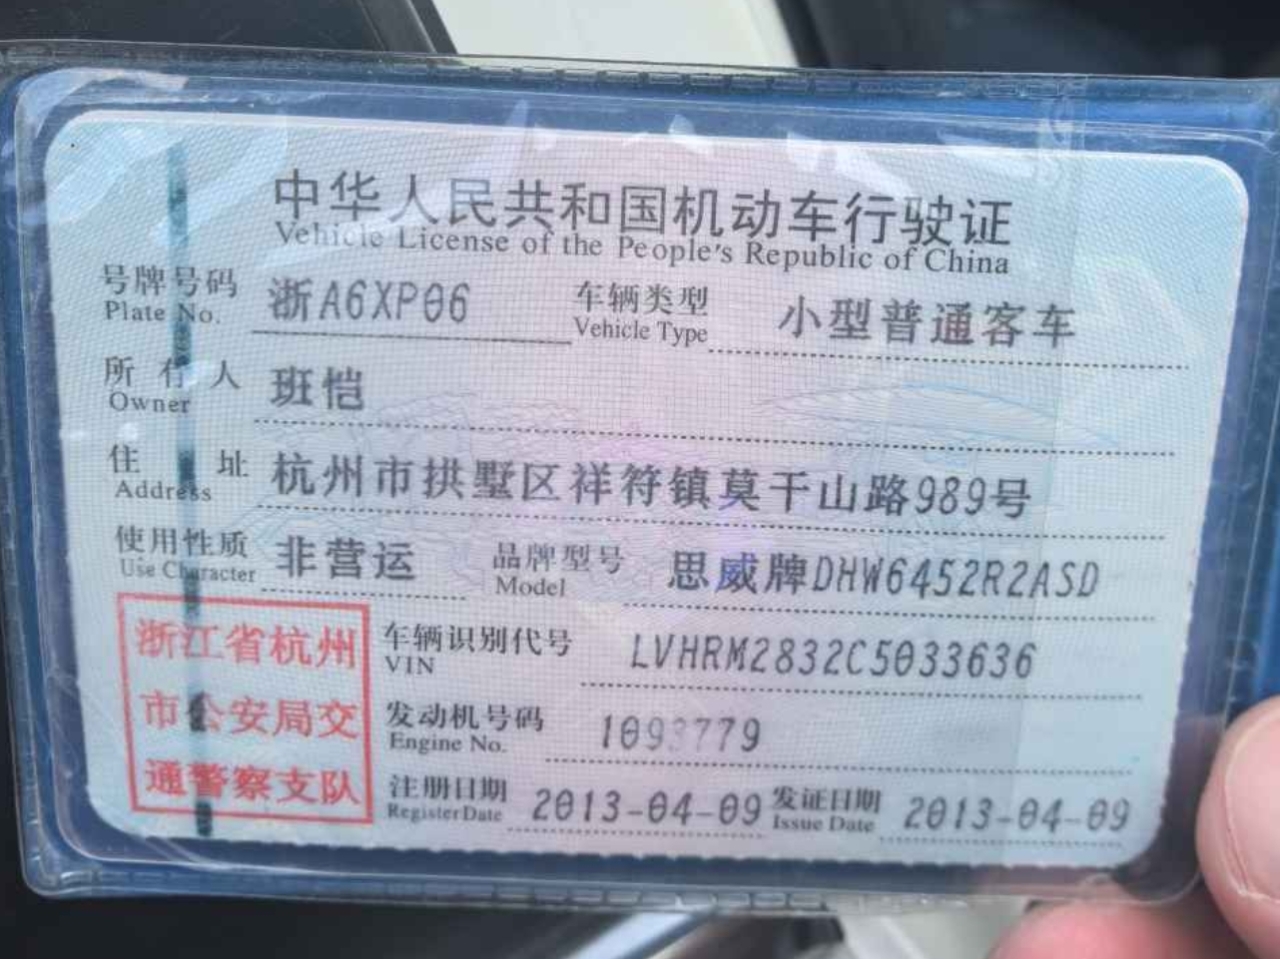 中华人民共和国机动车行驶证
Vehicle License of the People's Republic of China
号牌号码 浙A6XP06 车辆类型 小型普通客车
Plate No. Vehicle Type
所有人 班恺
Owner
住址 杭州市拱墅区祥符镇莫干山路989号
Address
使用性质 非营运 品牌型号 思威牌DHW6452R2ASD
Use Character Model
浙江省杭州
市公安局交
通警察支队
车辆识别代号 LVHRM2832C5033636
VIN
发动机号码 1093779
Engine No.
注册日期 2013-04-09 发证日期 2013-04-09
Register Date Issue Date